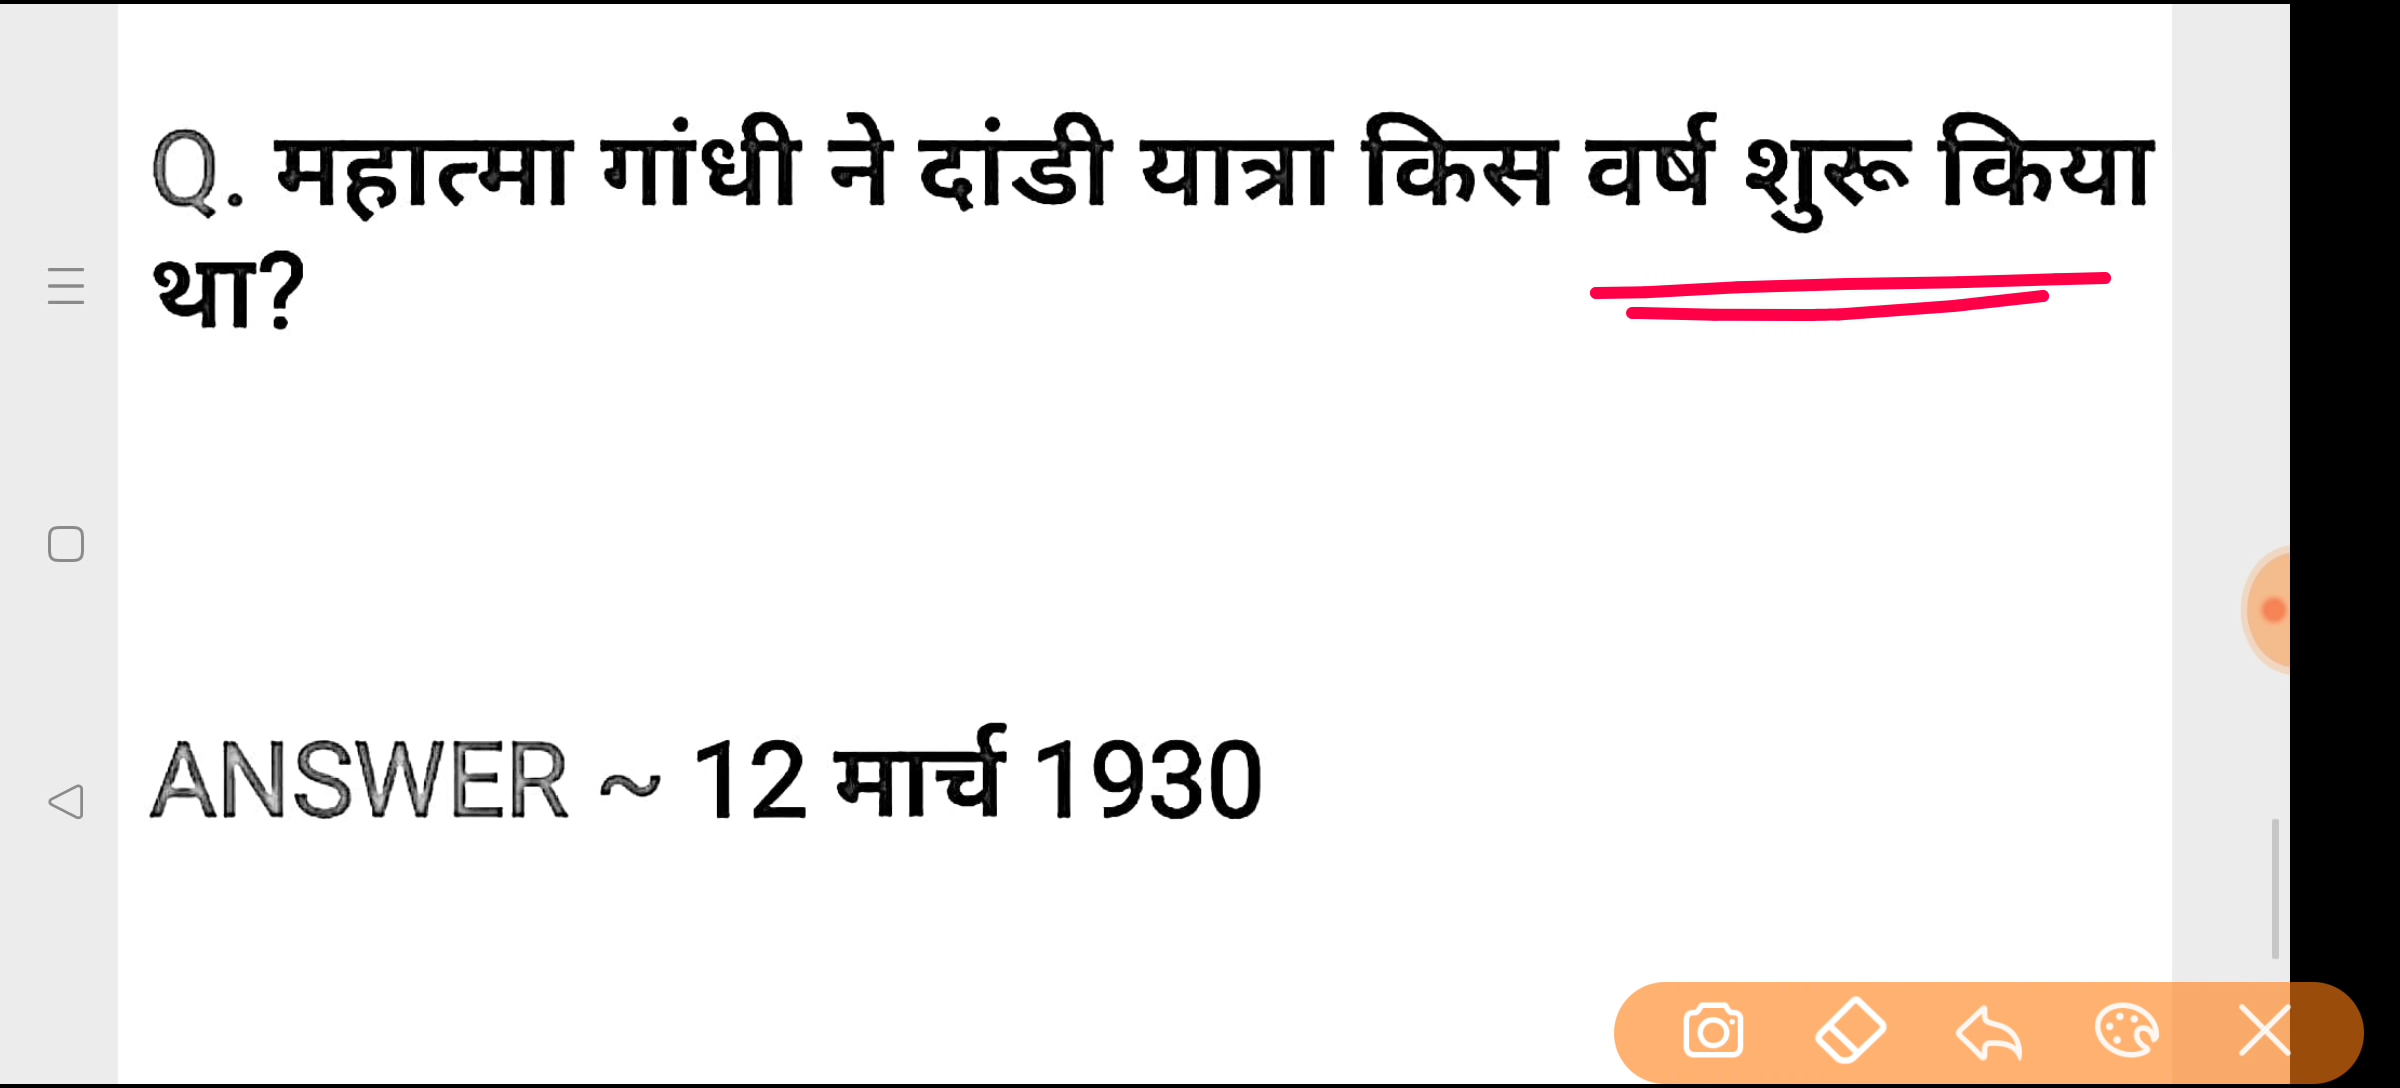 Q. महात्मा गांधी ने दांडी यात्रा किस वर्ष शुरू किया
था?
ANSWER ~ 12 मार्च 1930